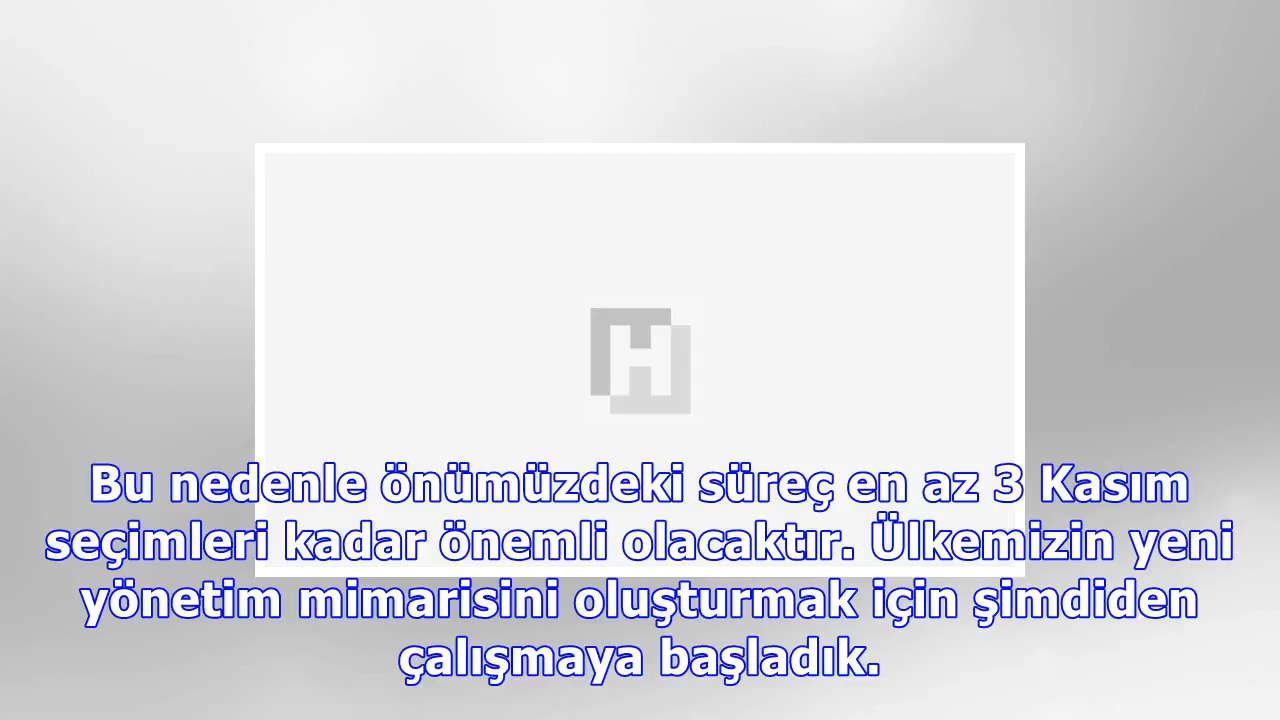 H
Bu nedenle önümüzdeki süreç en az 3 Kasım
seçimleri kadar önemli olacaktır. Ülkemizin yeni
yönetim mimarisini oluşturmak için şimdiden
çalışmaya başladık.